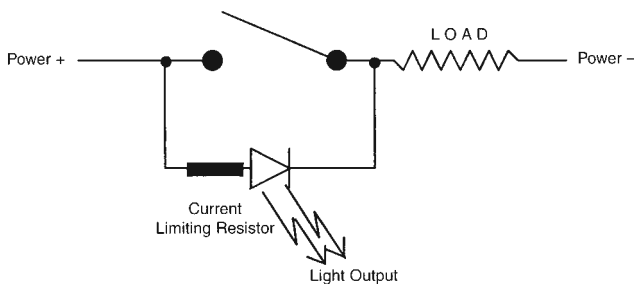 LOAD
Power +
Power –
Current
Limiting Resistor
Light Output